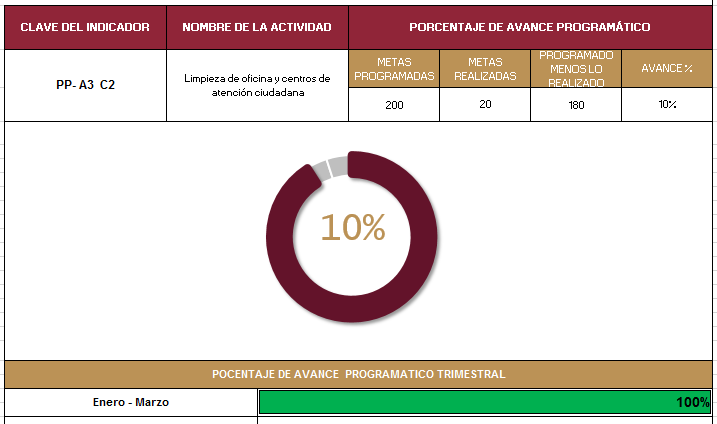 CLAVE DEL INDICADOR
NOMBRE DE LA ACTIVIDAD
PORCENTAJE DE AVANCE PROGRAMÁTICO
PP- A3 C2
Limpieza de oficina y centros de
atención ciudadana
METAS
PROGRAMADAS
METAS
REALIZADAS
PROGRAMADO
MENOS LO
REALIZADO
AVANCE %
200
20
180
10%
10%
POCENTAJE DE AVANCE PROGRAMATICO TRIMESTRAL
Enero - Marzo
100%